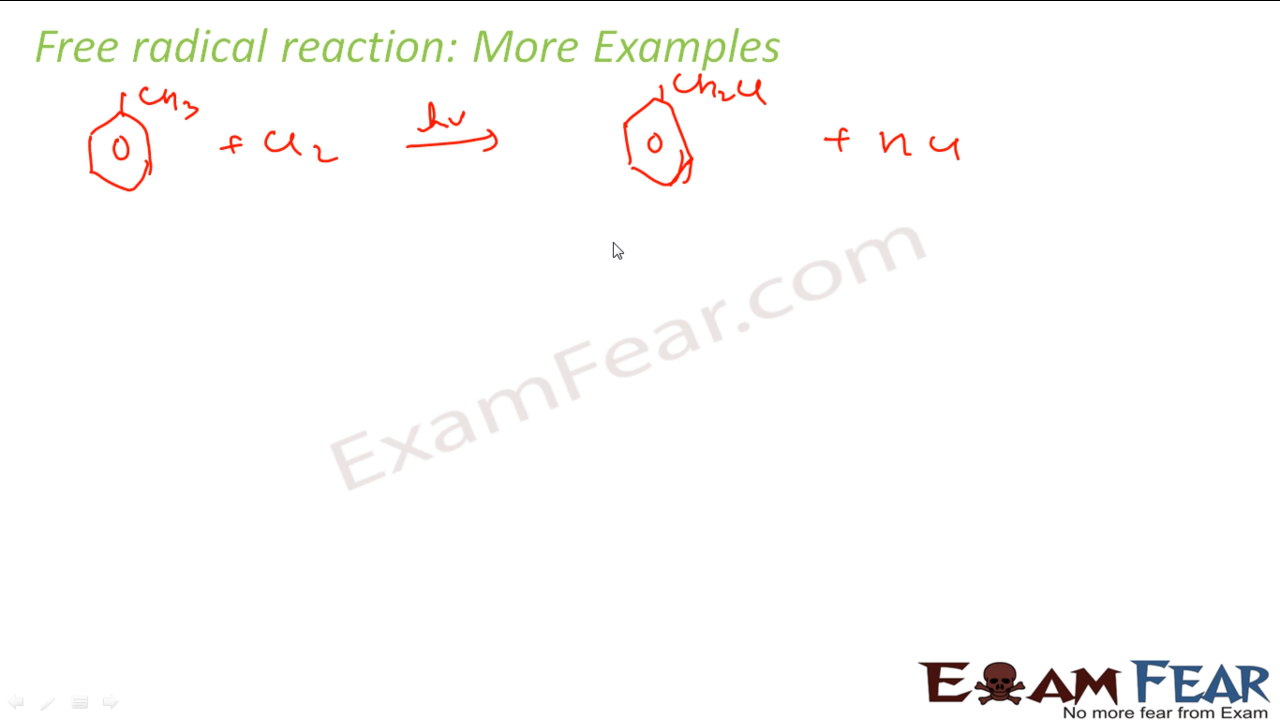 Free radical reaction: More Examples
CH3 + Cl2 hν CH2Cl + HCl
ExamFear.com
EXAM FEAR
No more fear from Exam